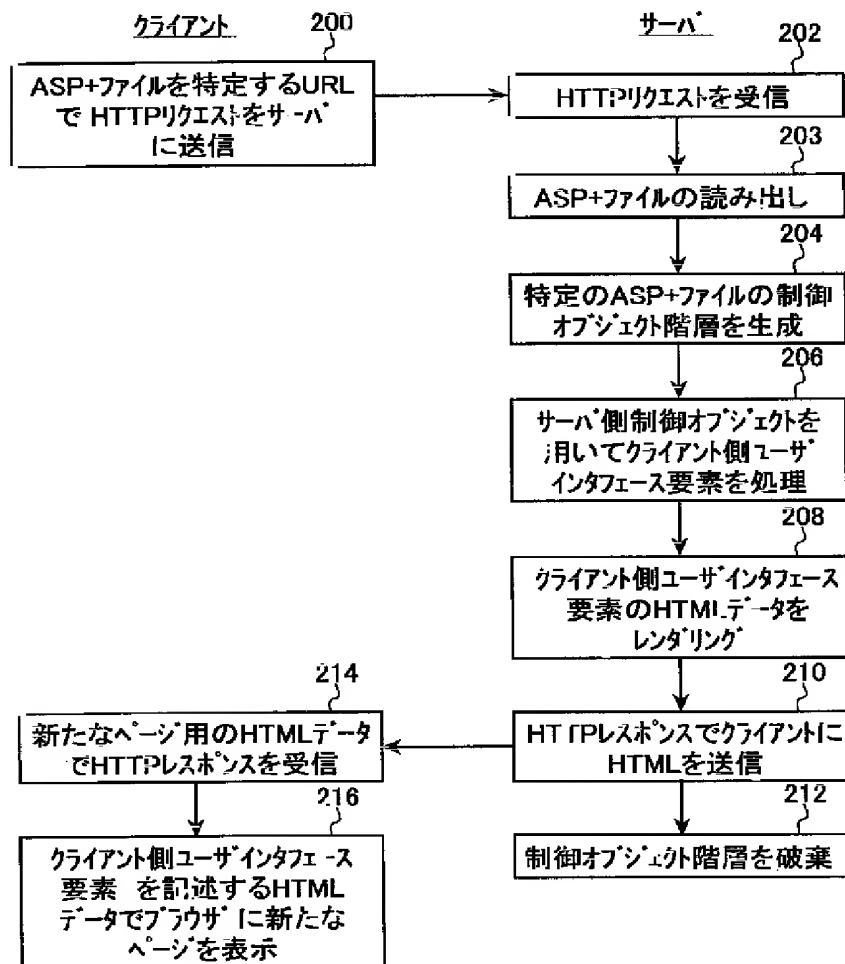 クライアント
200
ASP+ファイルを特定するURL
でHTTPリクエストをサーバ
に送信
サーバ
202
HTTPリクエストを受信
203
ASP+ファイルの読み出し
204
特定のASP+ファイルの制御
オブジェクト階層を生成
206
サーバ側制御オブジェクトを
用いてクライアント側ユーザ
インタフェース要素を処理
208
クライアント側ユーザインタフェース
要素のHTMLデータを
レンダリング
210
HTTPレスポンスでクライアントに
HTMLを送信
212
制御オブジェクト階層を破棄
214
新たなページ用のHTMLデータ
でHTTPレスポンスを受信
216
クライアント側ユーザインタフェース
要素 を記述するHTML
データでブラウザに新たな
ページを表示